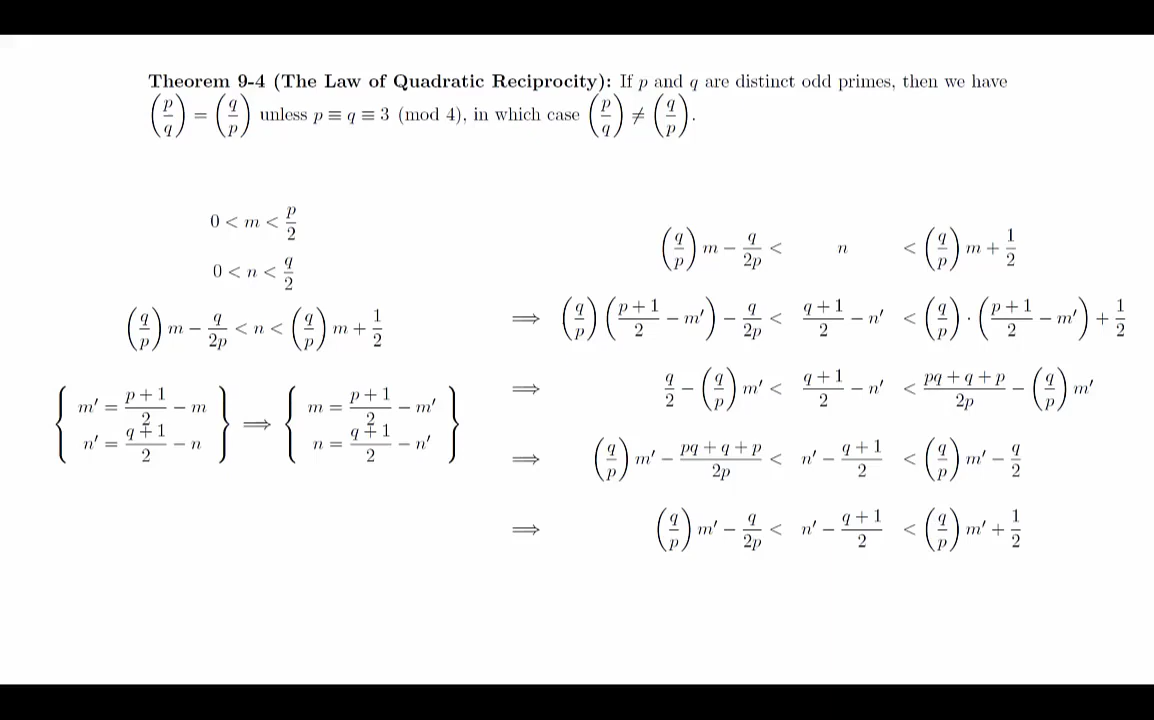 Theorem 9-4 (The Law of Quadratic Reciprocity): If p and q are distinct odd primes, then we have
(p/q) = (q/p) unless p ≡ q ≡ 3 (mod 4), in which case (p/q) ≠ (q/p).
0 < m < p/2
0 < n < q/2
(q/p) m − q/2p < n < (q/p) m + 1/2
{ m′ = (p + 1)/2 − m
n′ = (q + 1)/2 − n } ⟹ { m = (p + 1)/2 − m′
n = (q + 1)/2 − n′ }
(q/p) m − q/2p < n < (q/p) m + 1/2
⟹ (q/p) ((p + 1)/2 − m′) − q/2p < (q + 1)/2 − n′ < (q/p) · ((p + 1)/2 − m′) + 1/2
⟹ q/2 − (q/p) m′ < (q + 1)/2 − n′ < (pq + q + p)/2p − (q/p) m′
⟹ (q/p) m′ − (pq + q + p)/2p < n′ − (q + 1)/2 < (q/p) m′ − q/2
⟹ (q/p) m′ − q/2p < n′ − (q + 1)/2 < (q/p) m′ + 1/2